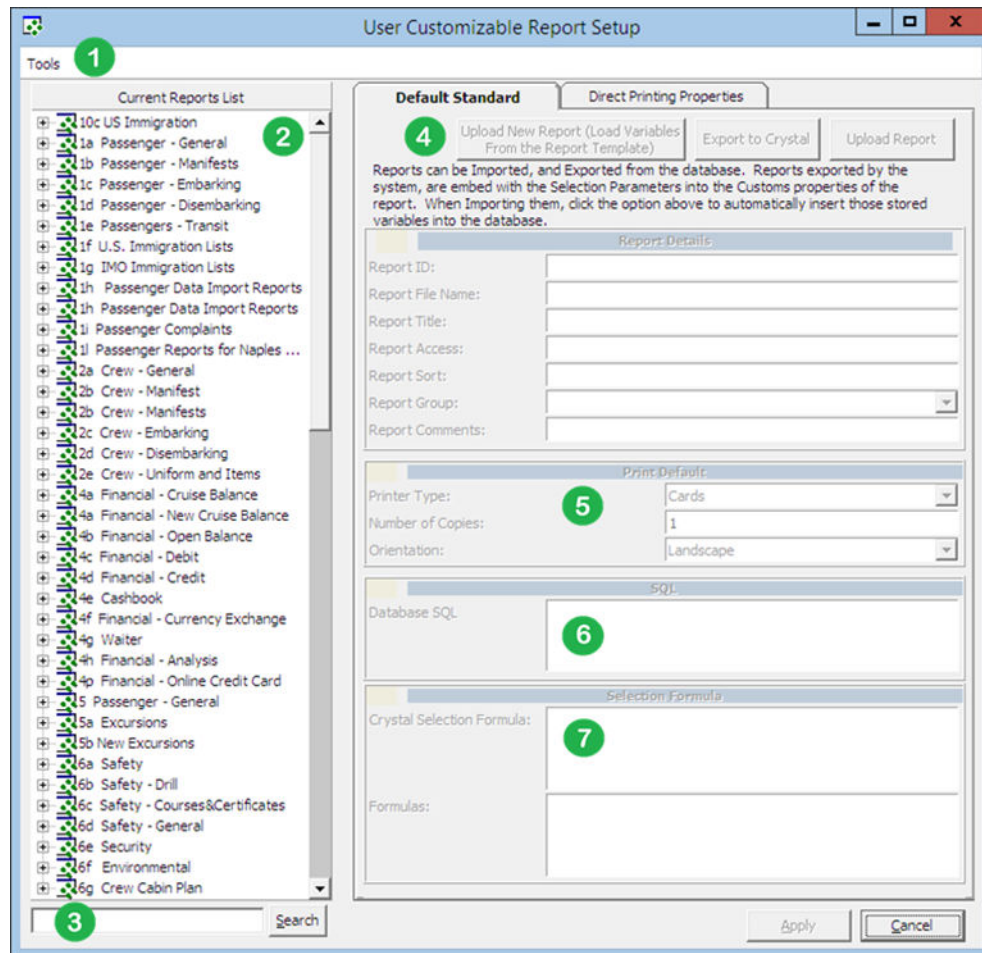 User Customizable Report Setup
Tools
1
Current Reports List
10c US Immigration
2
1a Passenger - General
1b Passenger - Manifests
1c Passenger - Embarking
1d Passenger - Disembarking
1e Passengers - Transit
1f U.S. Immigration Lists
1g IMO Immigration Lists
1h Passenger Data Import Reports
1h Passenger Data Import Reports
1i Passenger Complaints
1l Passenger Reports for Naples ...
2a Crew - General
2b Crew - Manifest
2b Crew - Manifests
2c Crew - Embarking
2d Crew - Disembarking
2e Crew - Uniform and Items
4a Financial - Cruise Balance
4a Financial - New Cruise Balance
4b Financial - Open Balance
4c Financial - Debit
4d Financial - Credit
4e Cashbook
4f Financial - Currency Exchange
4g Waiter
4h Financial - Analysis
4p Financial - Online Credit Card
5 Passenger - General
5a Excursions
5b New Excursions
6a Safety
6b Safety - Drill
6c Safety - Courses&Certificates
6d Safety - General
6e Security
6f Environmental
6g Crew Cabin Plan
3
Search
Default Standard
Direct Printing Properties
4
Upload New Report (Load Variables
From the Report Template)
Export to Crystal
Upload Report
Reports can be Imported, and Exported from the database. Reports exported by the
system, are embed with the Selection Parameters into the Customs properties of the
report. When Importing them, click the option above to automatically insert those stored
variables into the database.
Report Details
Report ID:
Report File Name:
Report Title:
Report Access:
Report Sort:
Report Group:
Report Comments:
Print Default
Printer Type:
5
Cards
Number of Copies:
1
Orientation:
Landscape
SQL
Database SQL
6
Selection Formula
Crystal Selection Formula:
7
Formulas:
Apply
Cancel